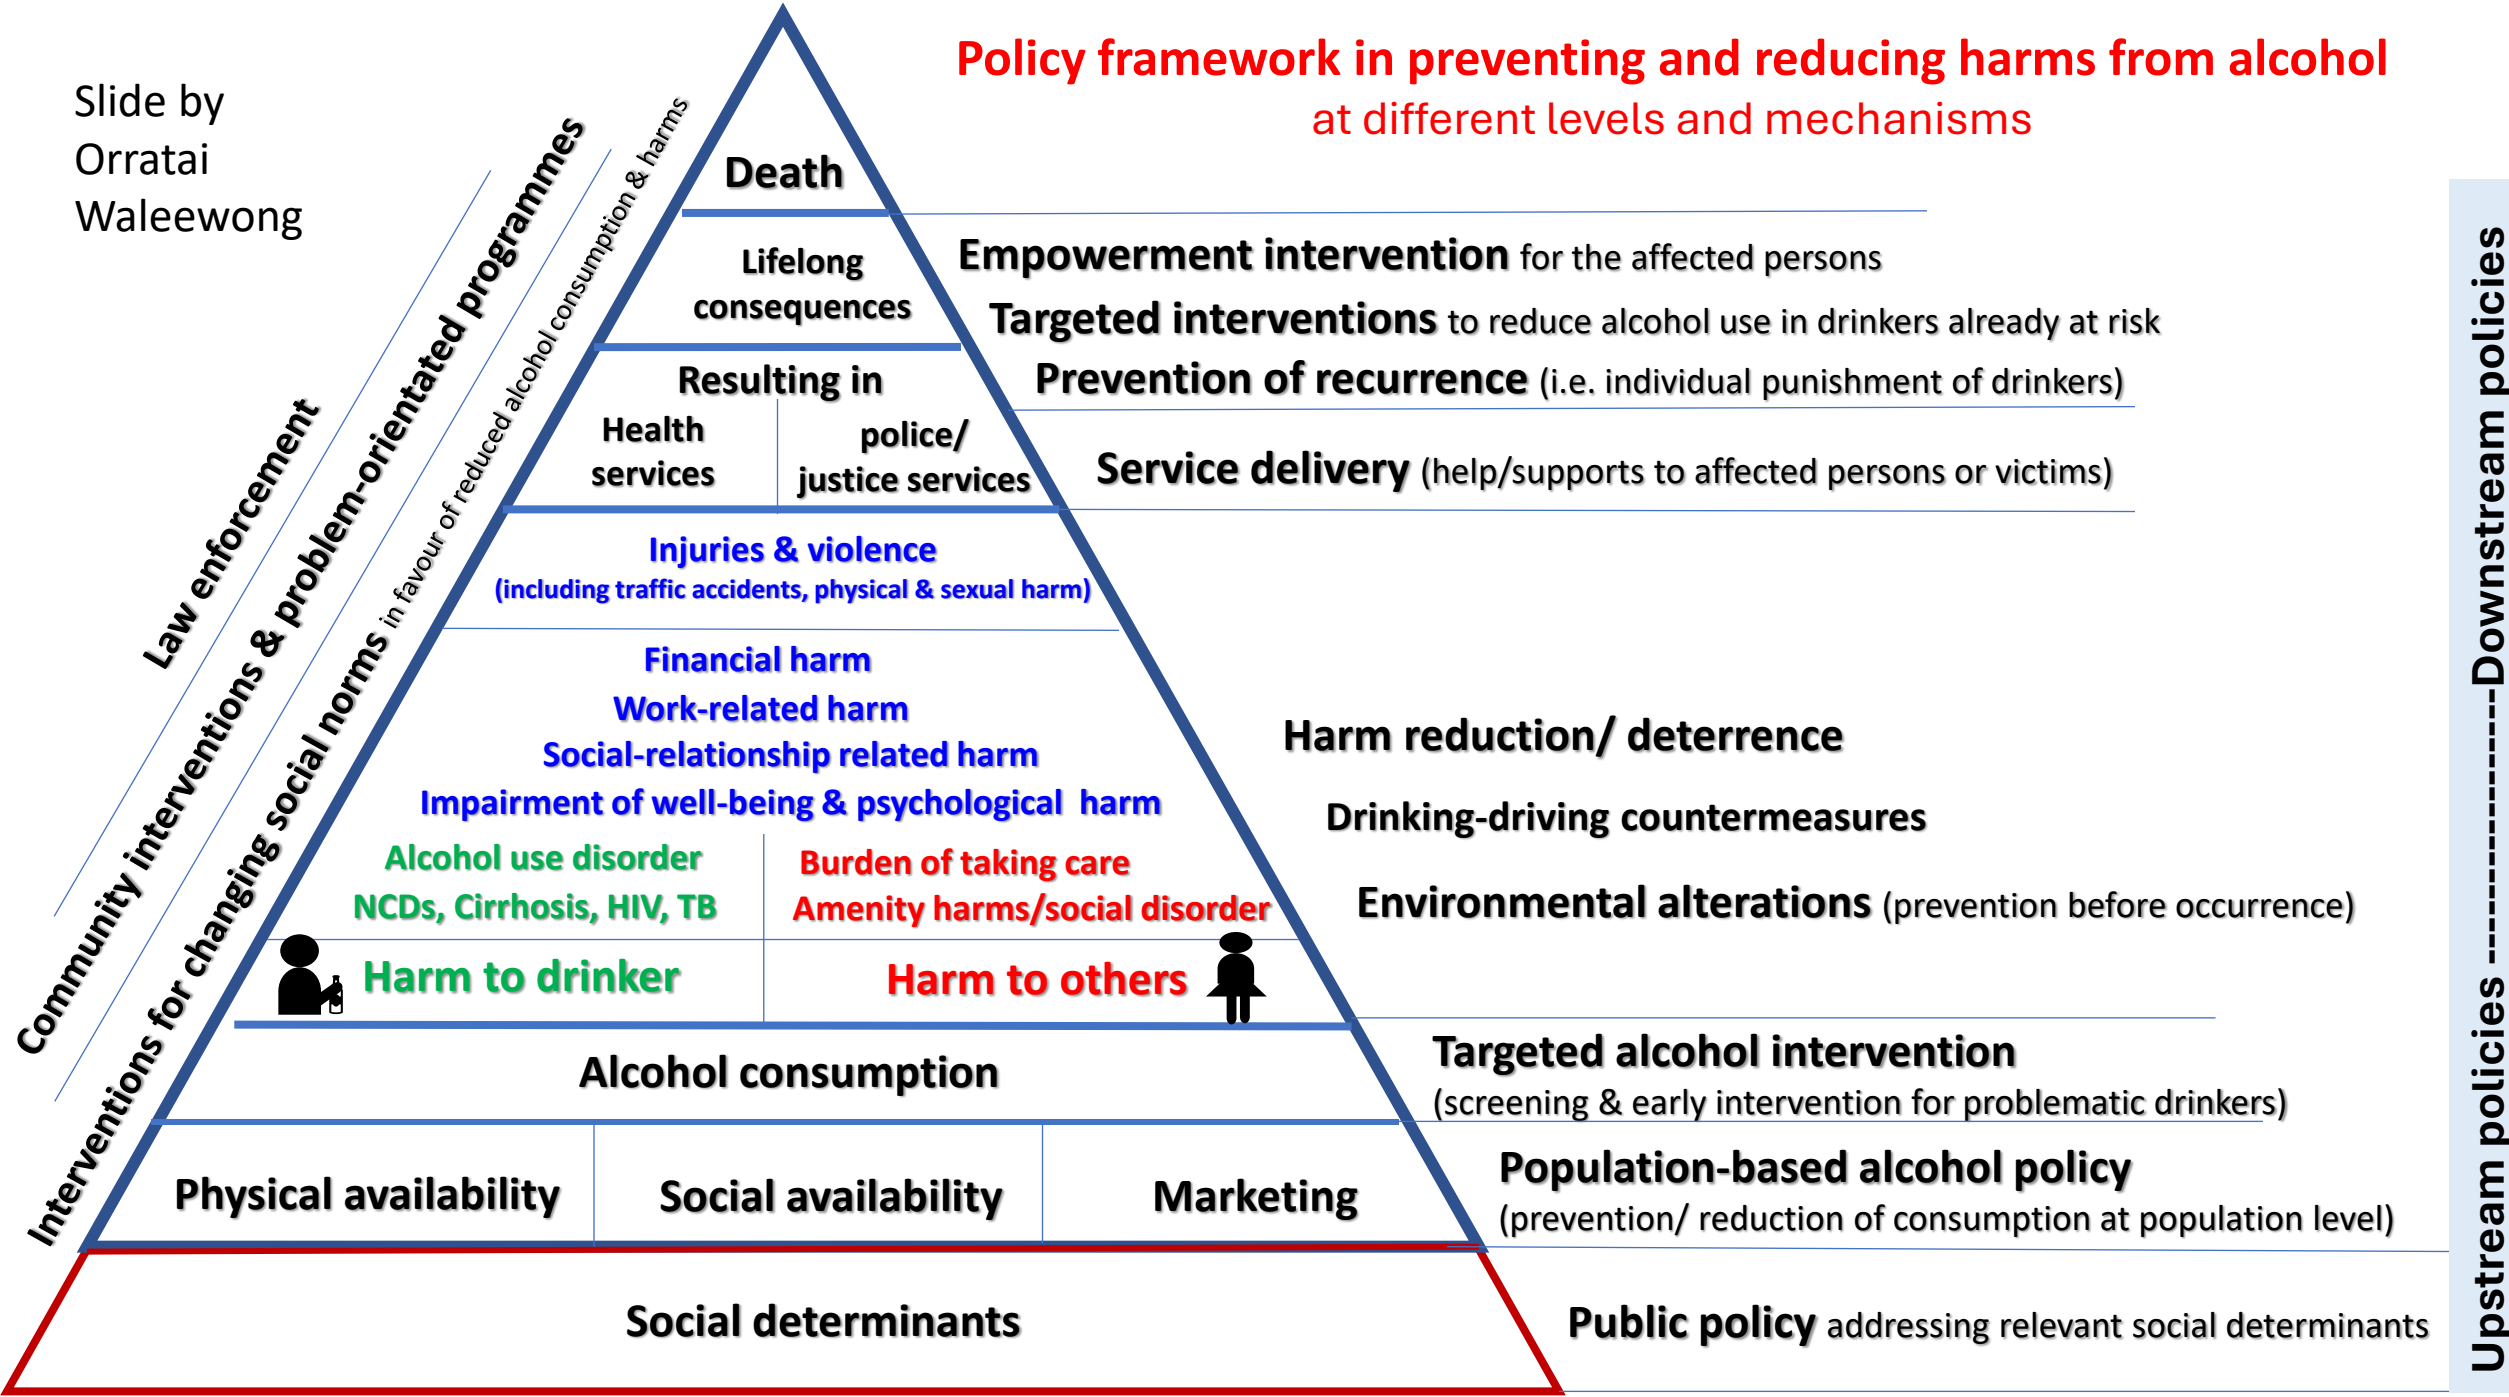 Policy framework in preventing and reducing harms from alcohol
at different levels and mechanisms
Slide by
Orratai
Waleewong
Law enforcement
Community interventions & problem-orientated programmes
Interventions for changing social norms in favour of reduced alcohol consumption & harms
Death
Lifelong
consequences
Resulting in
Health
services
police/
justice services
Injuries & violence
(including traffic accidents, physical & sexual harm)
Financial harm
Work-related harm
Social-relationship related harm
Impairment of well-being & psychological harm
Alcohol use disorder
NCDs, Cirrhosis, HIV, TB
Burden of taking care
Amenity harms/social disorder
Harm to drinker
Harm to others
Alcohol consumption
Physical availability
Social availability
Marketing
Social determinants
Empowerment intervention for the affected persons
Targeted interventions to reduce alcohol use in drinkers already at risk
Prevention of recurrence (i.e. individual punishment of drinkers)
Service delivery (help/supports to affected persons or victims)
Harm reduction/ deterrence
Drinking-driving countermeasures
Environmental alterations (prevention before occurrence)
Targeted alcohol intervention
(screening & early intervention for problematic drinkers)
Population-based alcohol policy
(prevention/ reduction of consumption at population level)
Public policy addressing relevant social determinants
Upstream policies --------------------Downstream policies